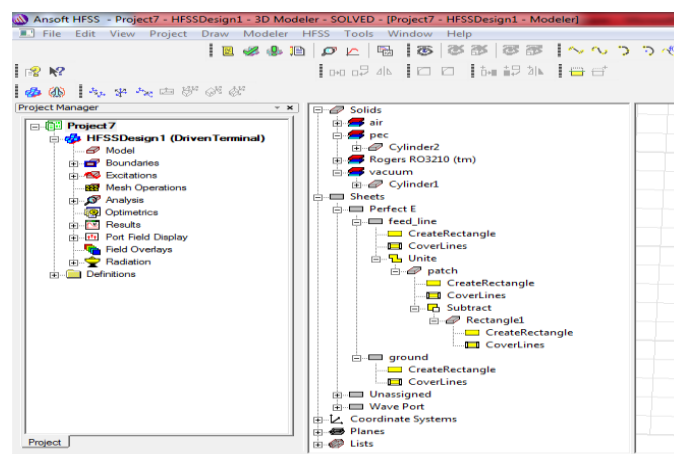 Ansoft HFSS - Project7 - HFSSDesign1 - 3D Modeler - SOLVED - [Project7 - HFSSDesign1 - Modeler]
File Edit View Project Draw Modeler HFSS Tools Window Help
Project Manager
Project7
HFSSDesign1 (DrivenTerminal)
Model
Boundaries
Excitations
Mesh Operations
Analysis
Optimetrics
Results
Port Field Display
Field Overlays
Radiation
Definitions
Project
Solids
air
pec
Cylinder2
Rogers RO3210 (tm)
vacuum
Cylinder1
Sheets
Perfect E
feed_line
CreateRectangle
CoverLines
Unite
patch
CreateRectangle
CoverLines
Subtract
Rectangle1
CreateRectangle
CoverLines
ground
CreateRectangle
CoverLines
Unassigned
Wave Port
Coordinate Systems
Planes
Lists